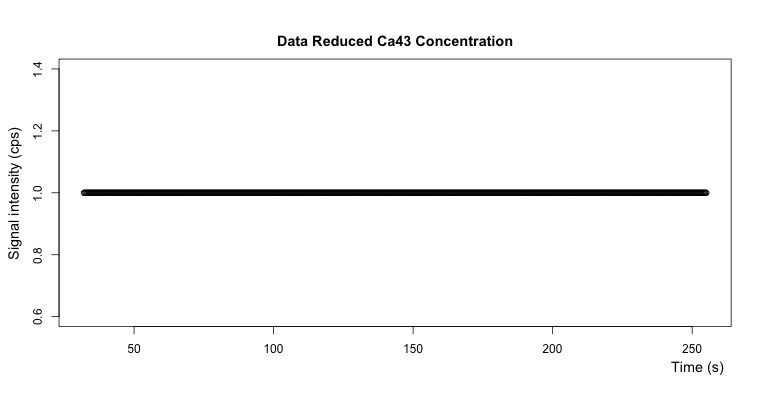 Data Reduced Ca43 Concentration
Signal intensity (cps)
1.4
1.2
1.0
0.8
0.6
50 100 150 200 250
Time (s)